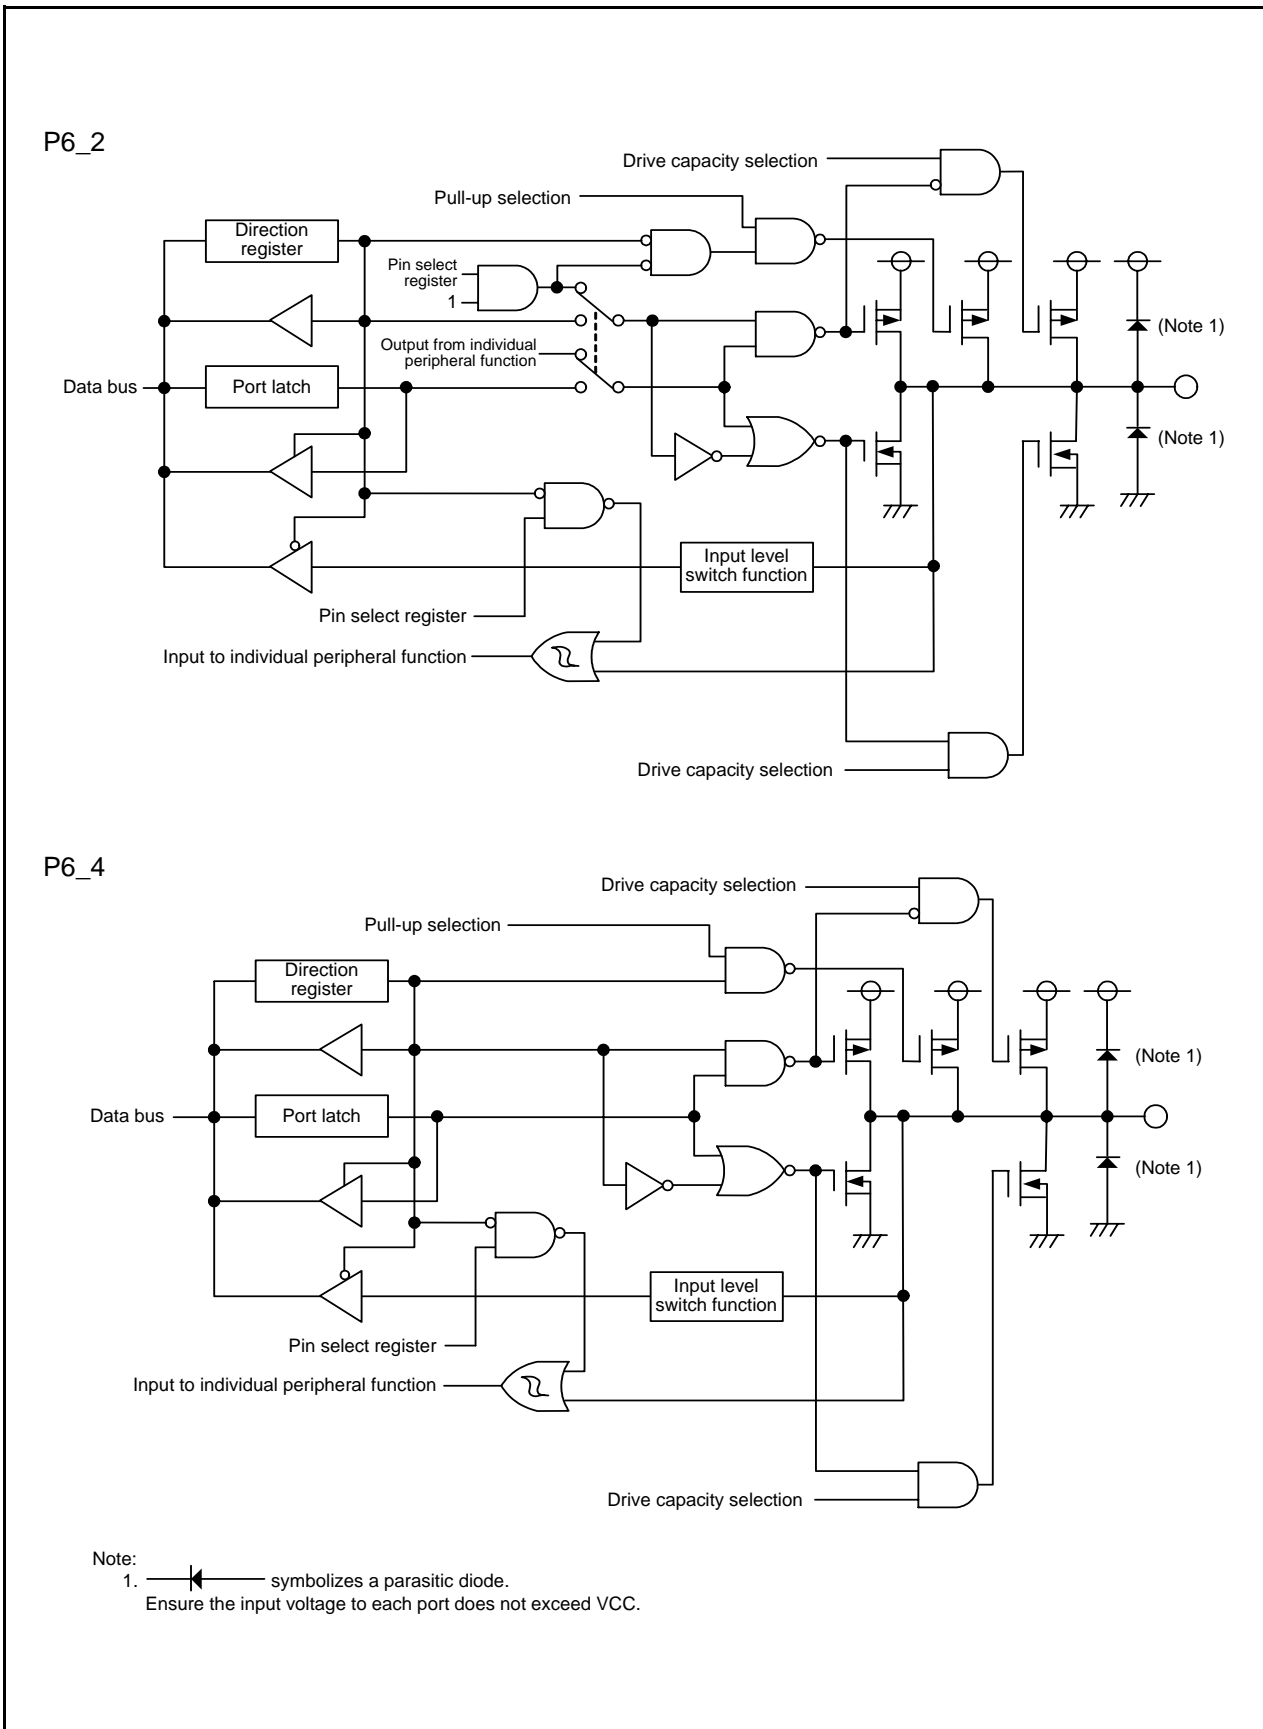 P6_2
Drive capacity selection
Pull-up selection
Direction
register
Pin select
register
1
(Note 1)
Output from individual
peripheral function
Data bus
Port latch
(Note 1)
Input level
switch function
Pin select register
Input to individual peripheral function
Drive capacity selection
P6_4
Drive capacity selection
Pull-up selection
Direction
register
(Note 1)
Data bus
Port latch
(Note 1)
Input level
switch function
Pin select register
Input to individual peripheral function
Drive capacity selection
Note:
1. symbolizes a parasitic diode.
Ensure the input voltage to each port does not exceed VCC.